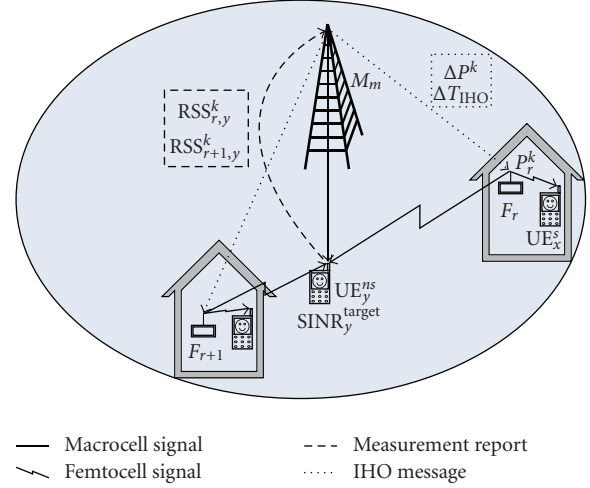 M_m
ΔP^k
ΔT_IHO
RSS^k_{r,y}
RSS^k_{r+1,y}
P^k_r
F_r
UE^s_x
UE^{ns}_y
SINR^{target}_y
F_{r+1}
Macrocell signal
Femtocell signal
Measurement report
IHO message